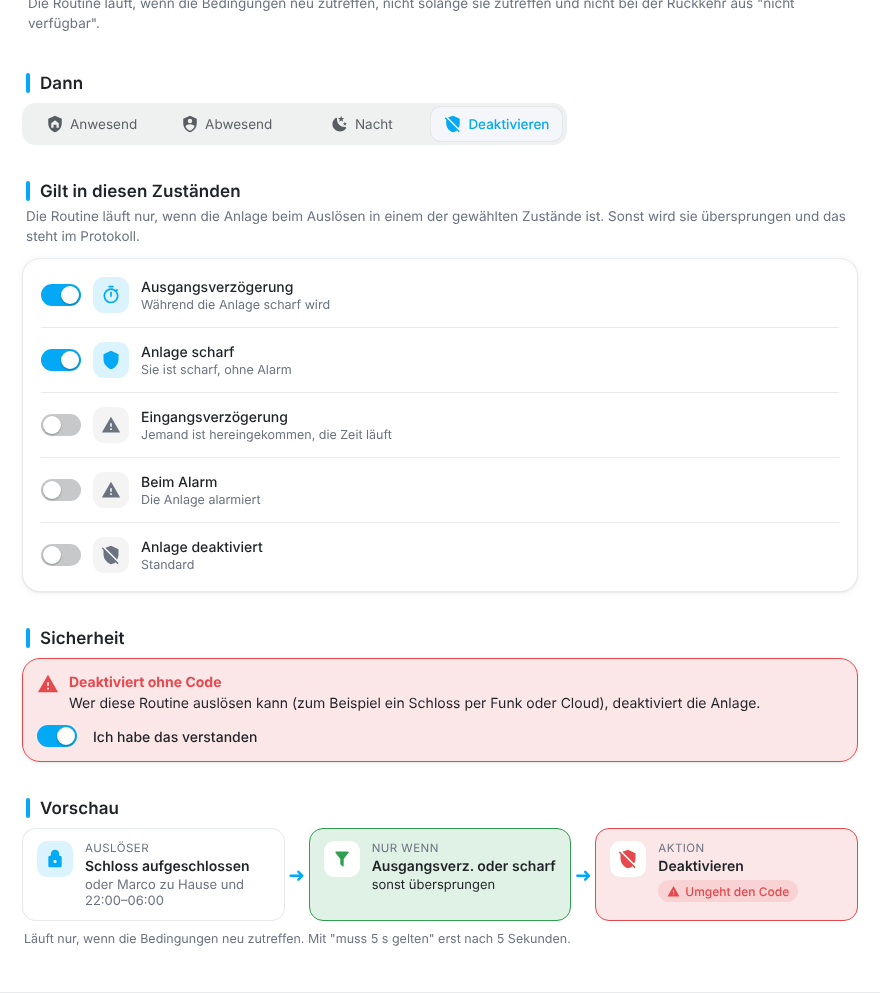 Die Routine läuft, wenn die Bedingungen neu zutreffen, nicht solange sie zutreffen und nicht bei der Rückkehr aus "nicht
verfügbar".
Dann
Anwesend
Abwesend
Nacht
Deaktivieren
Gilt in diesen Zuständen
Die Routine läuft nur, wenn die Anlage beim Auslösen in einem der gewählten Zustände ist. Sonst wird sie übersprungen und das
steht im Protokoll.
Ausgangsverzögerung
Während die Anlage scharf wird
Anlage scharf
Sie ist scharf, ohne Alarm
Eingangsverzögerung
Jemand ist hereingekommen, die Zeit läuft
Beim Alarm
Die Anlage alarmiert
Anlage deaktiviert
Standard
Sicherheit
Deaktiviert ohne Code
Wer diese Routine auslösen kann (zum Beispiel ein Schloss per Funk oder Cloud), deaktiviert die Anlage.
Ich habe das verstanden
Vorschau
AUSLÖSER
Schloss aufgeschlossen
oder Marco zu Hause und
22:00–06:00
NUR WENN
Ausgangsverz. oder scharf
sonst übersprungen
AKTION
Deaktivieren
Umgeht den Code
Läuft nur, wenn die Bedingungen neu zutreffen. Mit "muss 5 s gelten" erst nach 5 Sekunden.